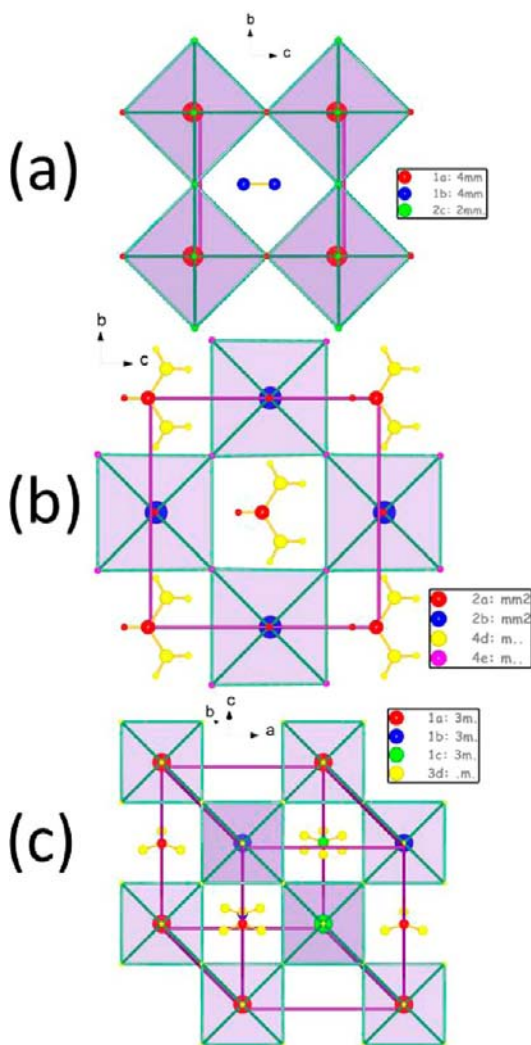 b
c
(a)
1a: 4mm
1b: 4mm
2c: 2mm.
b
c
(b)
2a: mm2
2b: mm2
4d: m..
4e: m..
c
b
a
(c)
1a: 3m.
1b: 3m.
1c: 3m.
3d: .m.